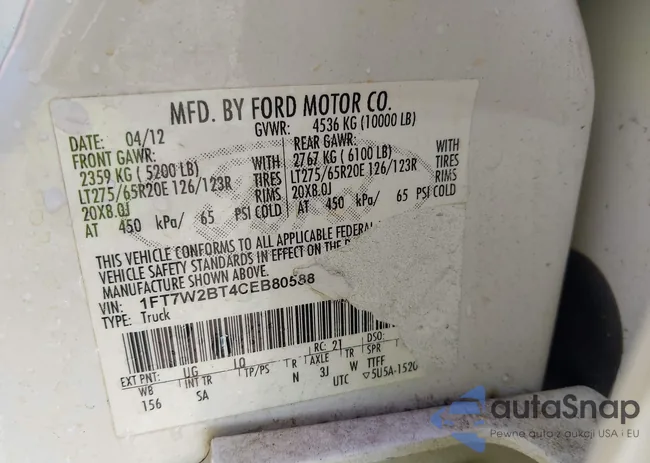 MFD. BY FORD MOTOR CO.
DATE: 04/12 GVWR: 4536 KG (10000 LB)
FRONT GAWR: REAR GAWR:
2359 KG ( 5200 LB) WITH 2767 KG ( 6100 LB) WITH
LT275/65R20E 126/123R TIRES LT275/65R20E 126/123R TIRES
20X8.0J RIMS 20X8.0J RIMS
AT 450 kPa/ 65 PSI COLD AT 450 kPa/ 65 PSI COLD
THIS VEHICLE CONFORMS TO ALL APPLICABLE FEDERAL
VEHICLE SAFETY STANDARDS IN EFFECT ON THE
MANUFACTURE SHOWN ABOVE.
VIN: 1FT7W2BT4CEB80588
TYPE: Truck
EXT PNT: UG LO RC: 21 DSO:
WB INT TR TP/PS R AXLE TR SPR
156 SA N 3J TTFF
UTC ▽5U5A-1520
autaSnap
Pewne auta z aukcji USA i EU